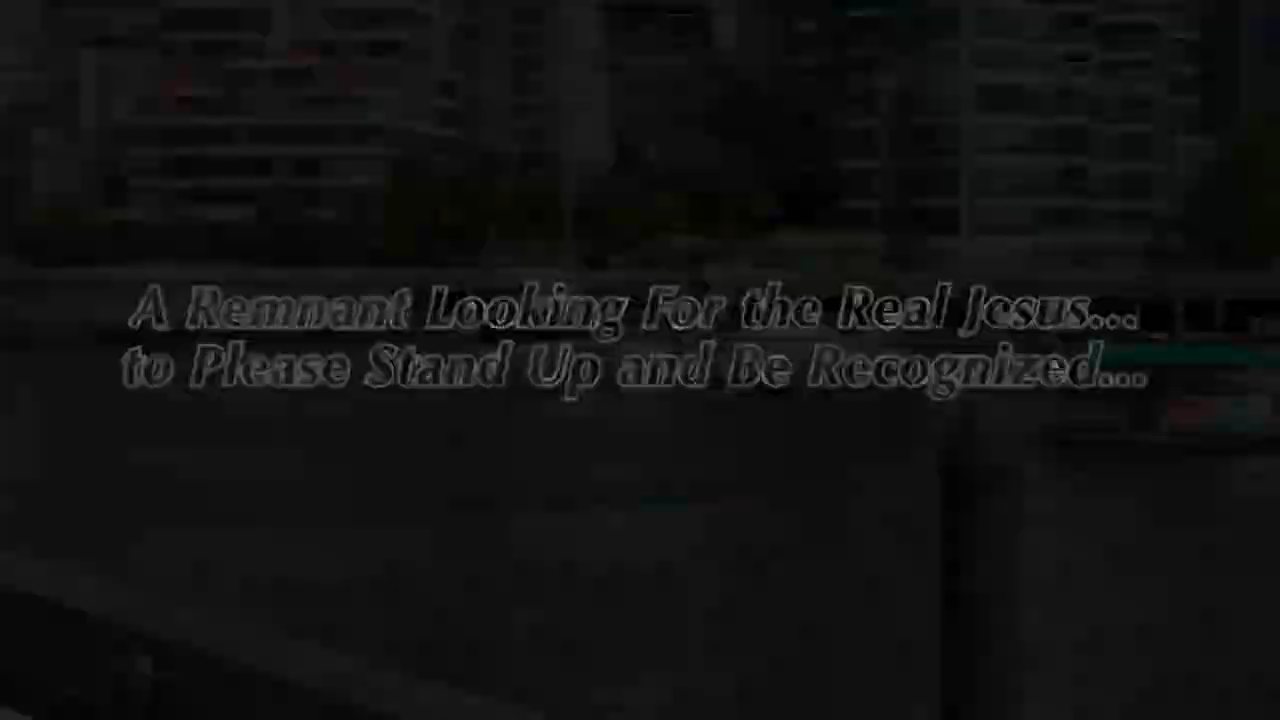 A Remnant Looking For the Real Jesus...
to Please Stand Up and Be Recognized...